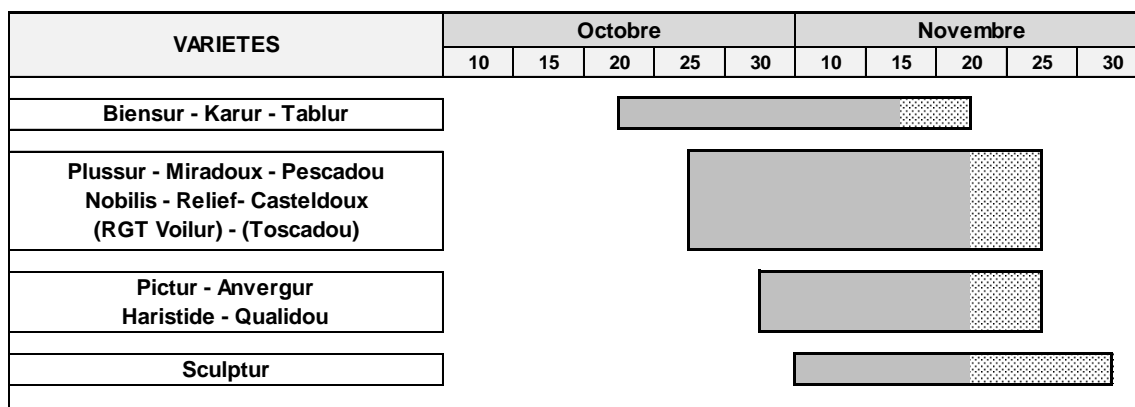 VARIETES
Octobre
Novembre
10 15 20 25 30 10 15 20 25 30
Biensur - Karur - Tablur
Plussur - Miradoux - Pescadou
Nobilis - Relief- Casteldoux
(RGT Voilur) - (Toscadou)
Pictur - Anvergur
Haristide - Qualidou
Sculptur